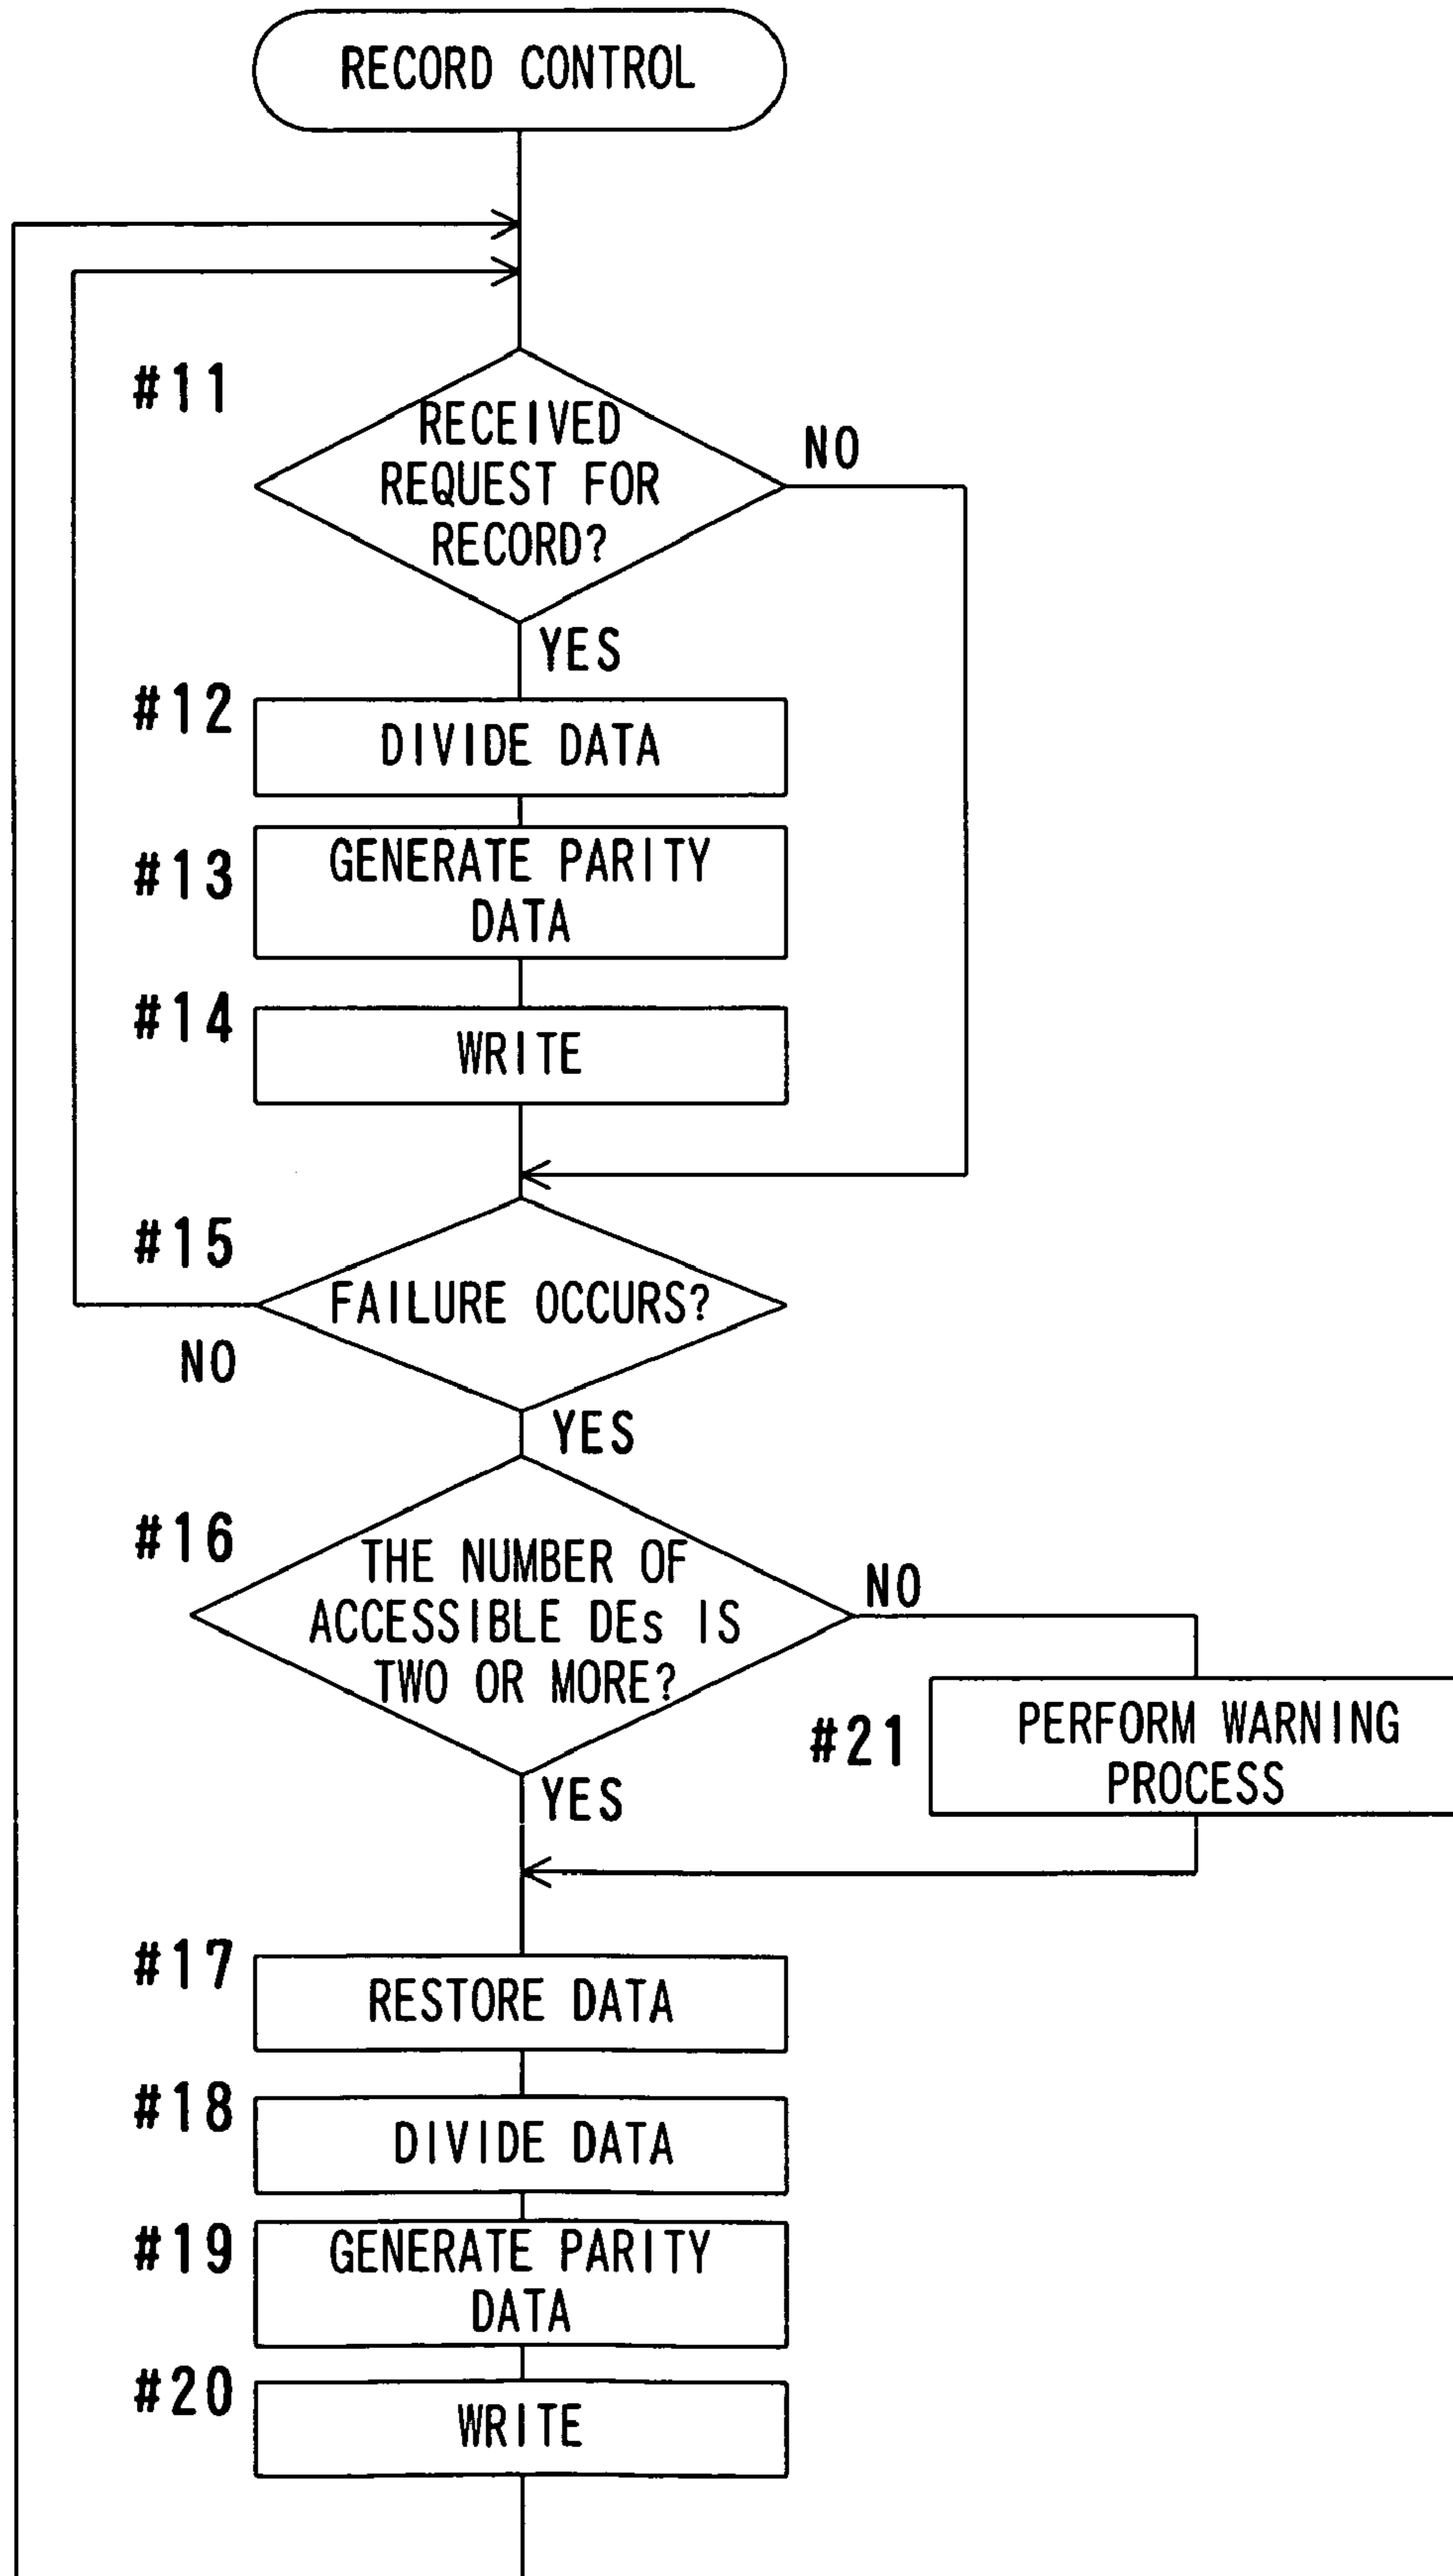 RECORD CONTROL
#11
RECEIVED
REQUEST FOR
RECORD?
NO
YES
#12
DIVIDE DATA
#13
GENERATE PARITY
DATA
#14
WRITE
#15
FAILURE OCCURS?
NO
YES
#16
THE NUMBER OF
ACCESSIBLE DEs IS
TWO OR MORE?
NO
#21
PERFORM WARNING
PROCESS
YES
#17
RESTORE DATA
#18
DIVIDE DATA
#19
GENERATE PARITY
DATA
#20
WRITE